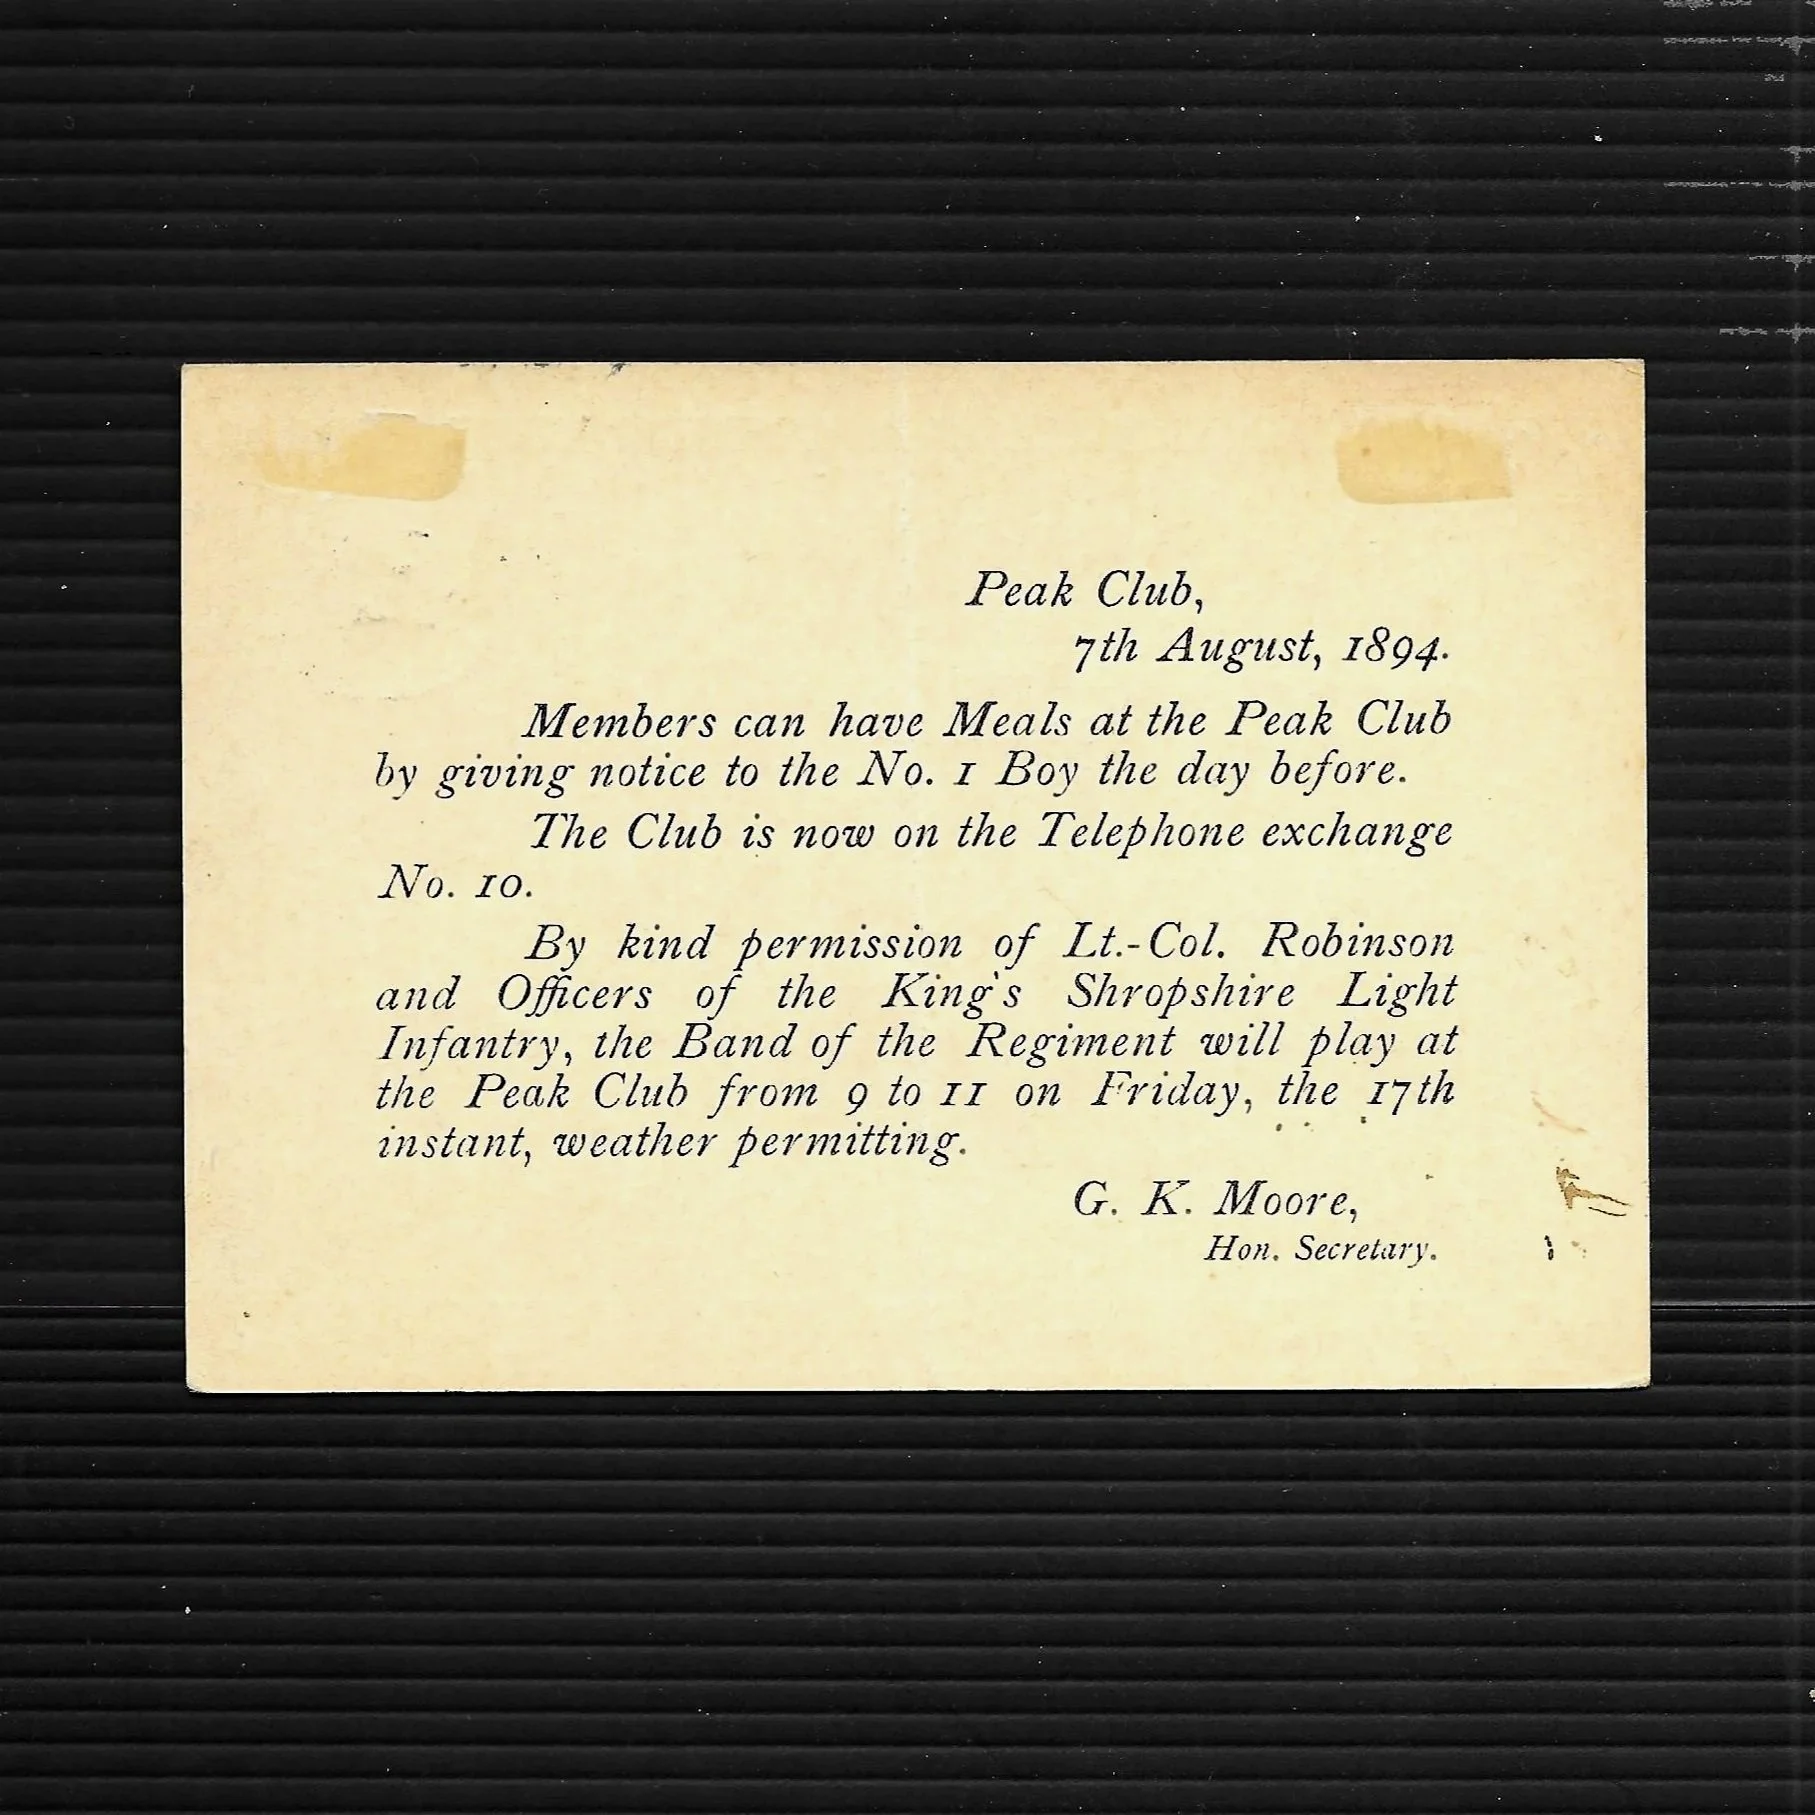 Peak Club,
7th August, 1894.
Members can have Meals at the Peak Club
by giving notice to the No. 1 Boy the day before.
The Club is now on the Telephone exchange
No. 10.
By kind permission of Lt.-Col. Robinson
and Officers of the King's Shropshire Light
Infantry, the Band of the Regiment will play at
the Peak Club from 9 to 11 on Friday, the 17th
instant, weather permitting.
G. K. Moore,
Hon. Secretary.